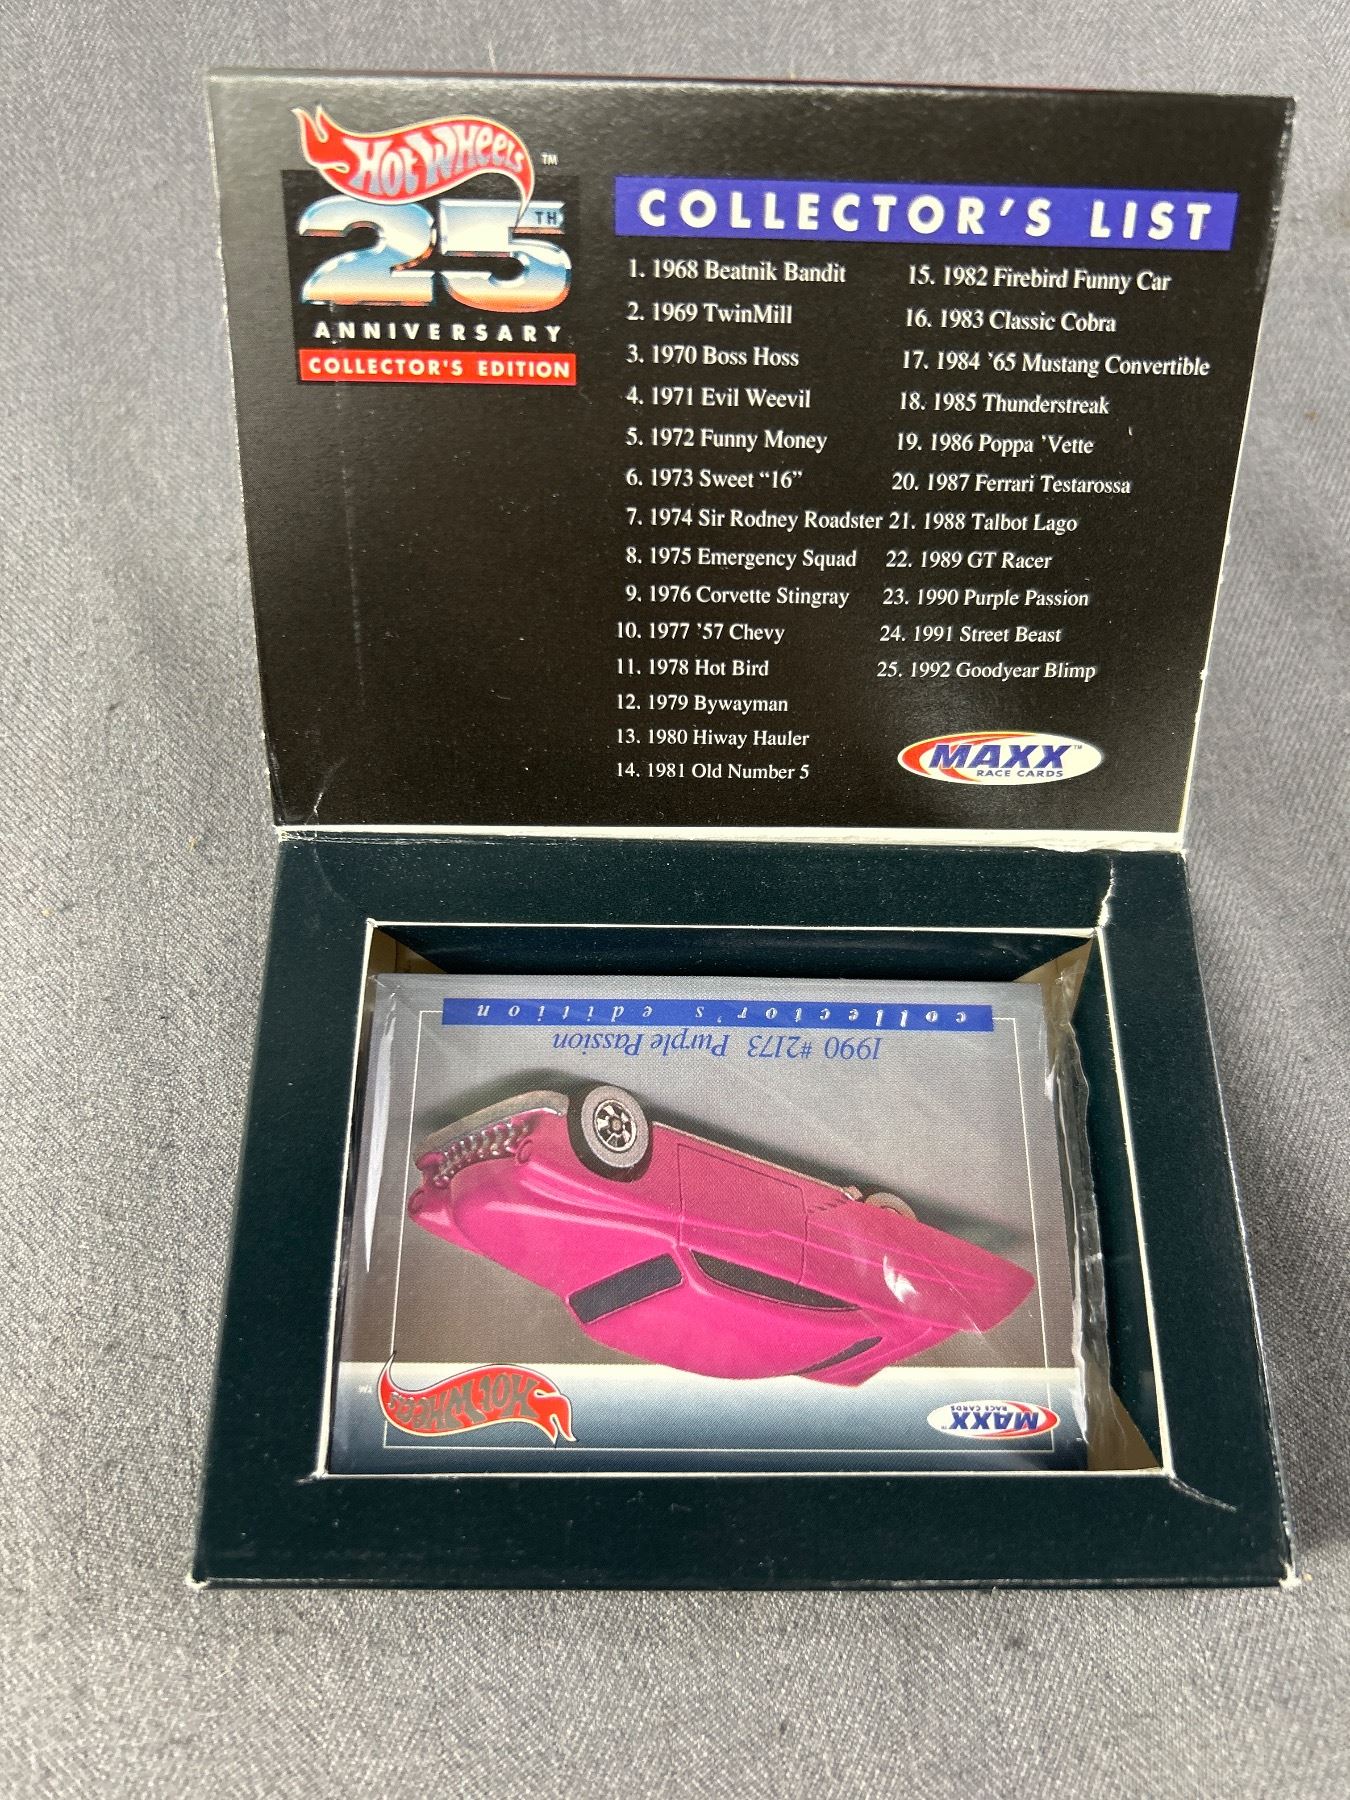 Hot Wheels™
25TH
ANNIVERSARY
COLLECTOR'S EDITION
COLLECTOR'S LIST
1. 1968 Beatnik Bandit
2. 1969 TwinMill
3. 1970 Boss Hoss
4. 1971 Evil Weevil
5. 1972 Funny Money
6. 1973 Sweet “16”
7. 1974 Sir Rodney Roadster
8. 1975 Emergency Squad
9. 1976 Corvette Stingray
10. 1977 ’57 Chevy
11. 1978 Hot Bird
12. 1979 Bywayman
13. 1980 Hiway Hauler
14. 1981 Old Number 5
15. 1982 Firebird Funny Car
16. 1983 Classic Cobra
17. 1984 ’65 Mustang Convertible
18. 1985 Thunderstreak
19. 1986 Poppa ’Vette
20. 1987 Ferrari Testarossa
21. 1988 Talbot Lago
22. 1989 GT Racer
23. 1990 Purple Passion
24. 1991 Street Beast
25. 1992 Goodyear Blimp
MAXX™
RACE CARDS
collector's edition
1990 #2173 Purple Passion
Hot Wheels™
MAXX™
RACE CARDS